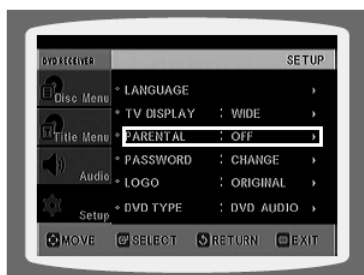 DVD RECEIVER SETUP
Disc Menu
LANGUAGE
TV DISPLAY : WIDE
Title Menu
PARENTAL : OFF
PASSWORD : CHANGE
Audio
LOGO : ORIGINAL
Setup
DVD TYPE : DVD AUDIO
MOVE SELECT RETURN EXIT